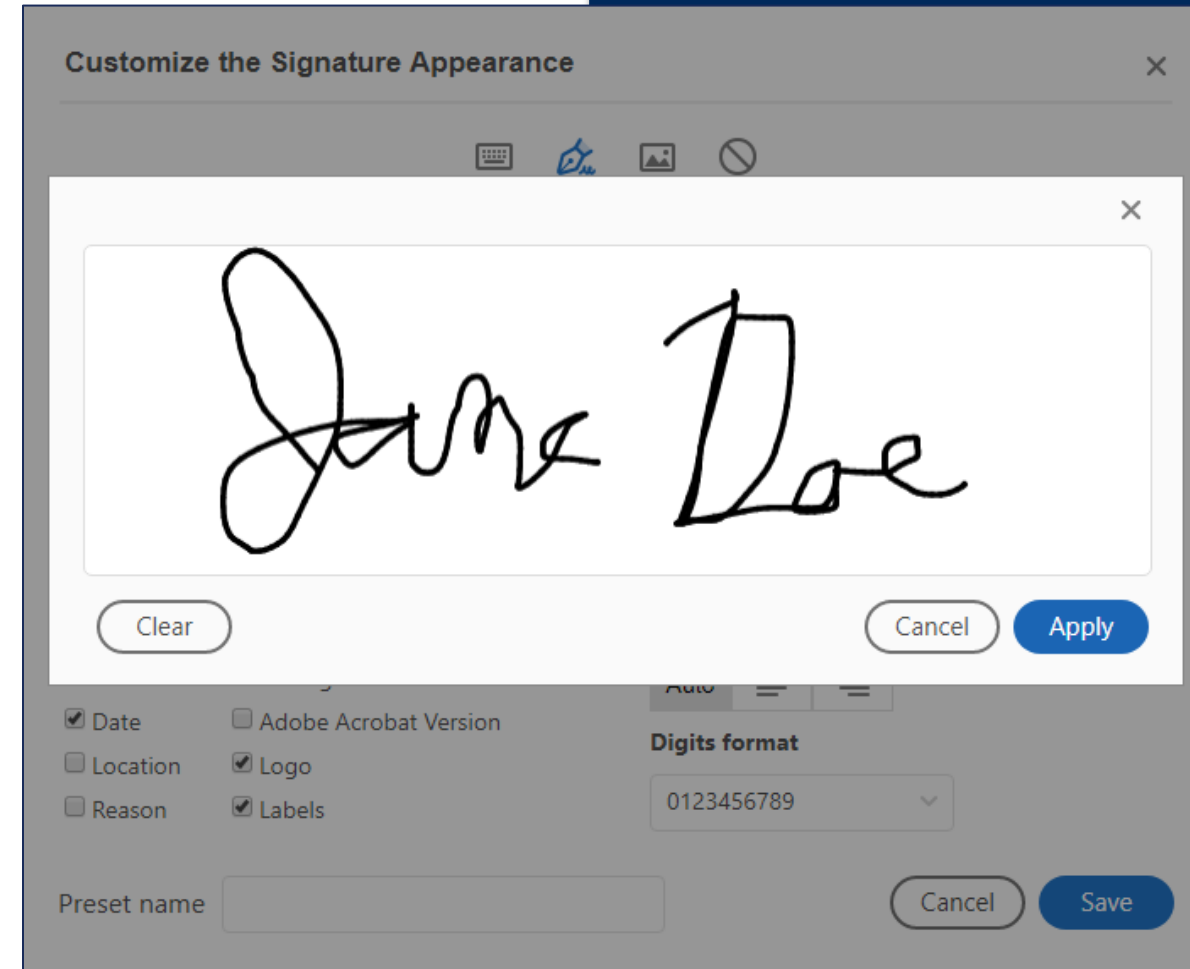 Customize the Signature Appearance
Jane Doe
Clear
Cancel
Apply
Auto
Date
Adobe Acrobat Version
Location
Logo
Reason
Labels
Digits format
0123456789
Preset name
Cancel
Save